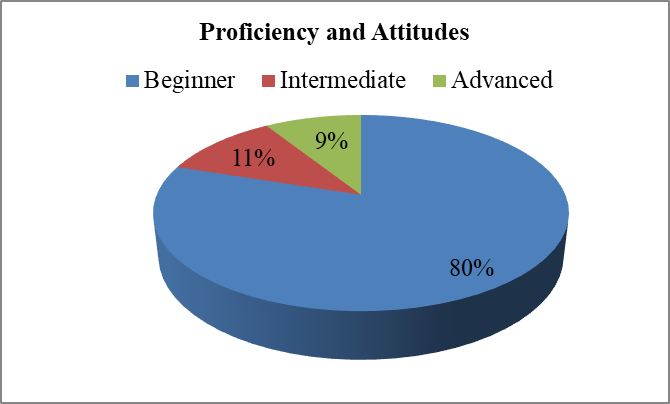 Proficiency and Attitudes
Beginner Intermediate Advanced
9%
11%
80%